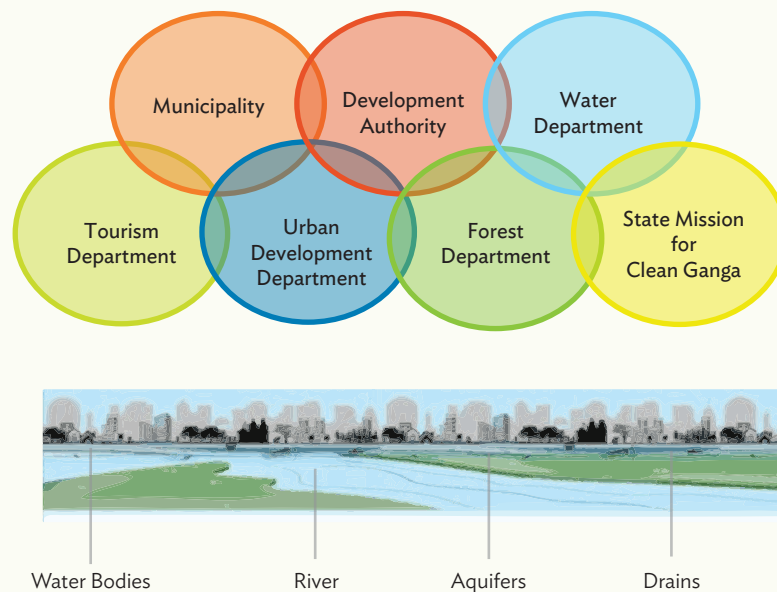 Municipality
Development
Authority
Water
Department
Tourism
Department
Urban
Development
Department
Forest
Department
State Mission
for
Clean Ganga
Water Bodies
River
Aquifers
Drains